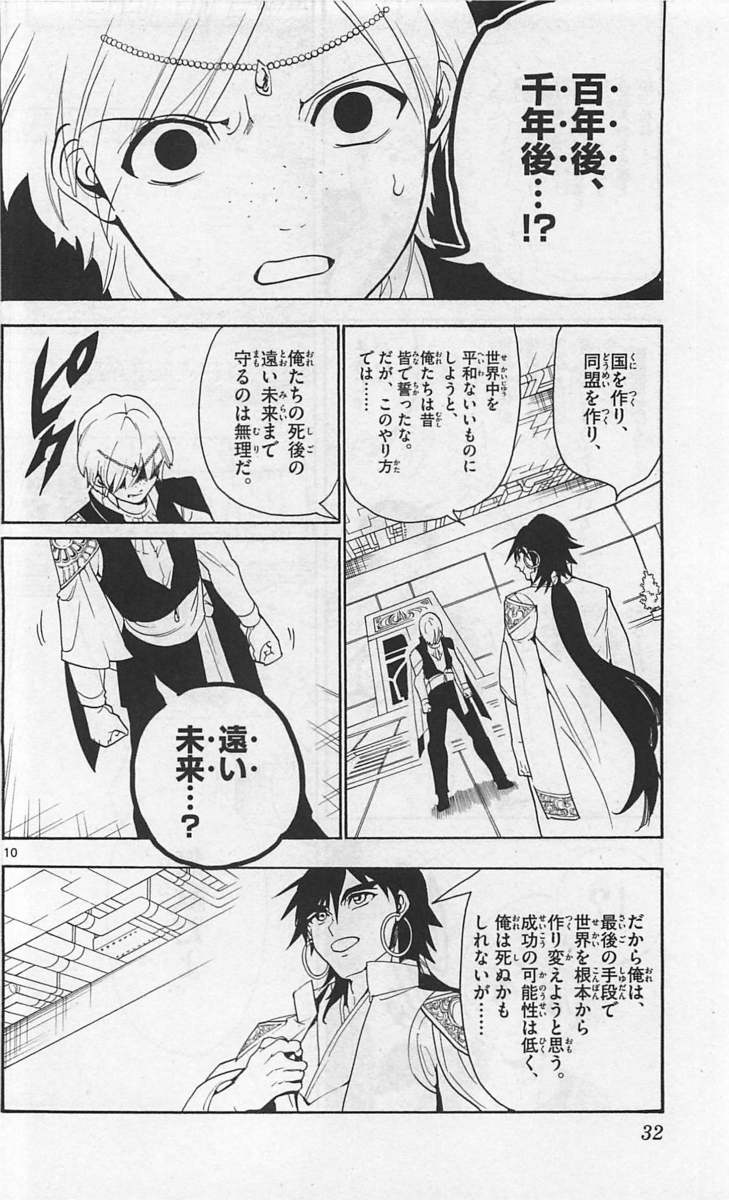 百年後、
千年後…!?
国を作り、
同盟を作り、
世界中を
平和ないいものに
しようと、
俺たちは昔
皆で誓ったな。
だが、このやり方
では……
俺たちの死後の
遠い未来まで
守るのは無理だ。
ピクッ
遠い
未来…?
10
だから俺は、
最後の手段で
世界を根本から
作り変えようと思う。
成功の可能性は低く、
俺は死ぬかも
しれないが……
32